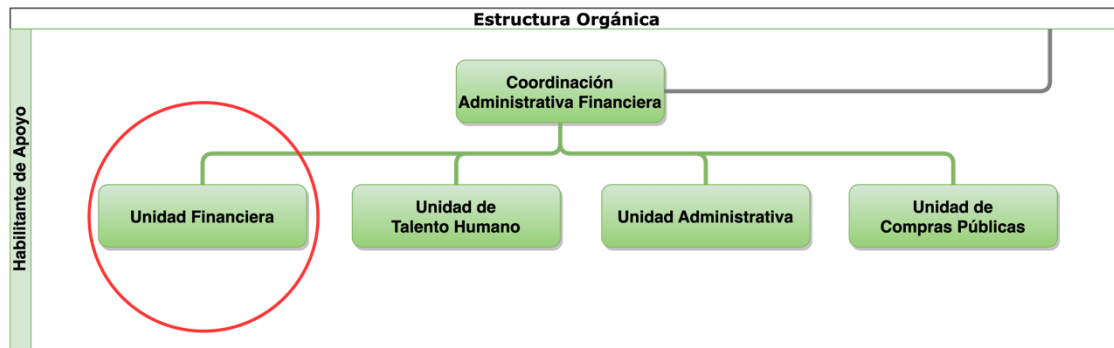 Estructura Orgánica
Habilitante de Apoyo
Coordinación
Administrativa Financiera
Unidad Financiera
Unidad de
Talento Humano
Unidad Administrativa
Unidad de
Compras Públicas